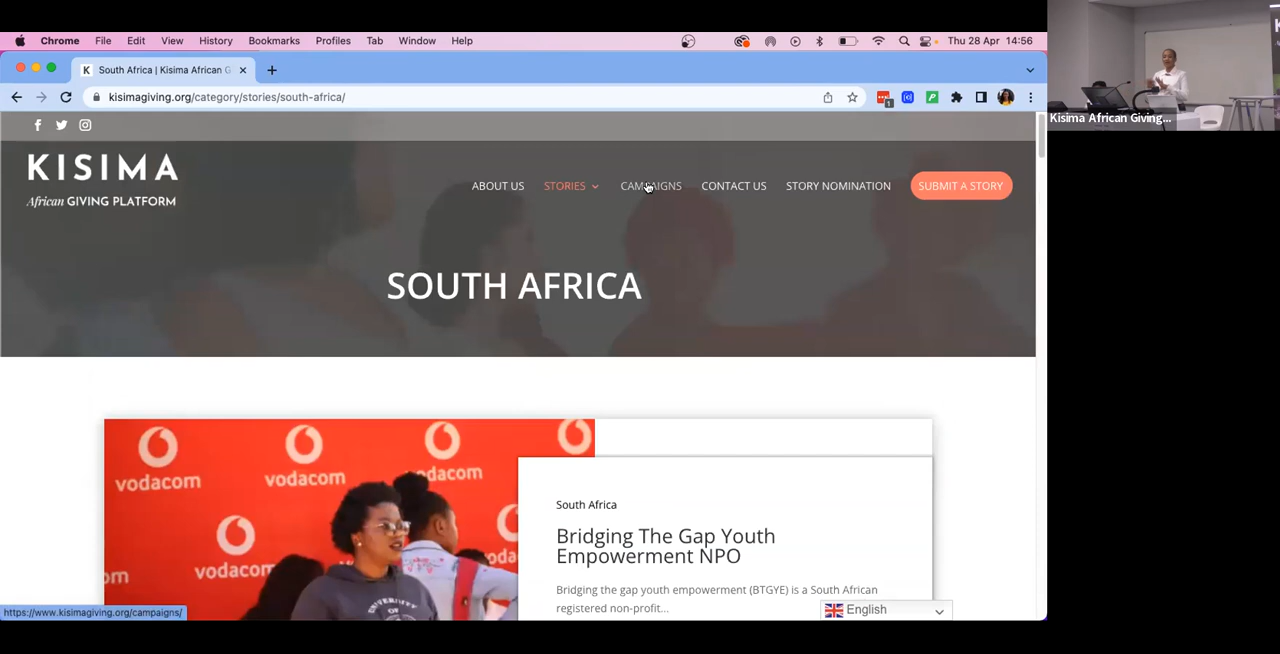 Chrome File Edit View History Bookmarks Profiles Tab Window Help Thu 28 Apr 14:56
K South Africa | Kisima African G
kisimagiving.org/category/stories/south-africa/
1
Kisima African Giving...
KISIMA
African GIVING PLATFORM
ABOUT US STORIES CAMPAIGNS CONTACT US STORY NOMINATION SUBMIT A STORY
SOUTH AFRICA
vodacom
vodacom
vodacom
vodacom
South Africa
Bridging The Gap Youth
Empowerment NPO
Bridging the gap youth empowerment (BTGYE) is a South African
registered non-profit...
English
https://www.kisimagiving.org/campaigns/